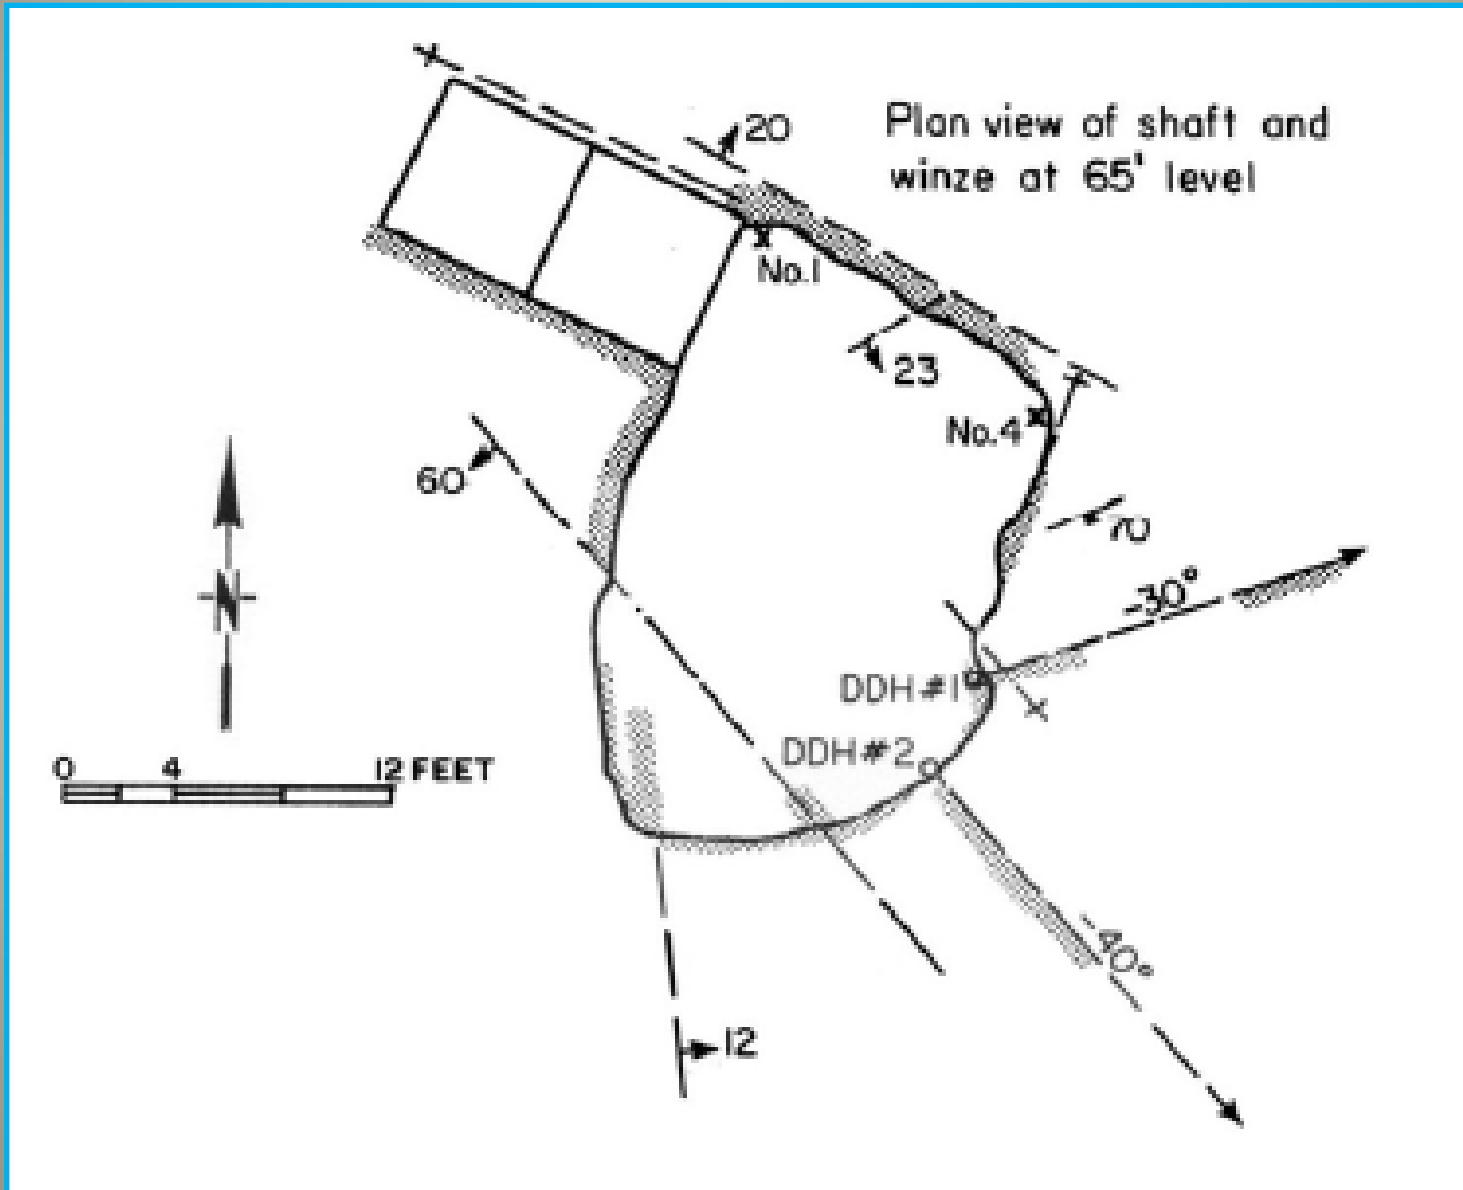 20
Plan view of shaft and
winze at 65' level
No.1
23
No.4
60
70
N
-30°
DDH#1
DDH#2
0 4 12 FEET
-40°
12